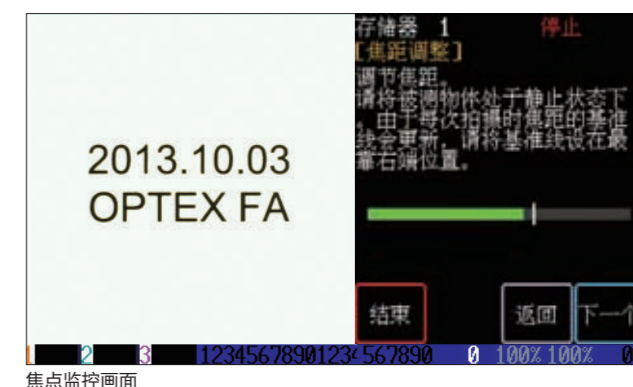 2013.10.03
OPTEX FA
存储器 1 停止
[焦距调整]
调节焦距。
请将被测物体处于静止状态下
，由于每次拍摄时焦距的基准
线会更新，请将基准线设在最
靠右端位置。
结束 返回 下一个
1 2 3 12345678901234567890 0 100% 100% 0
焦点监控画面